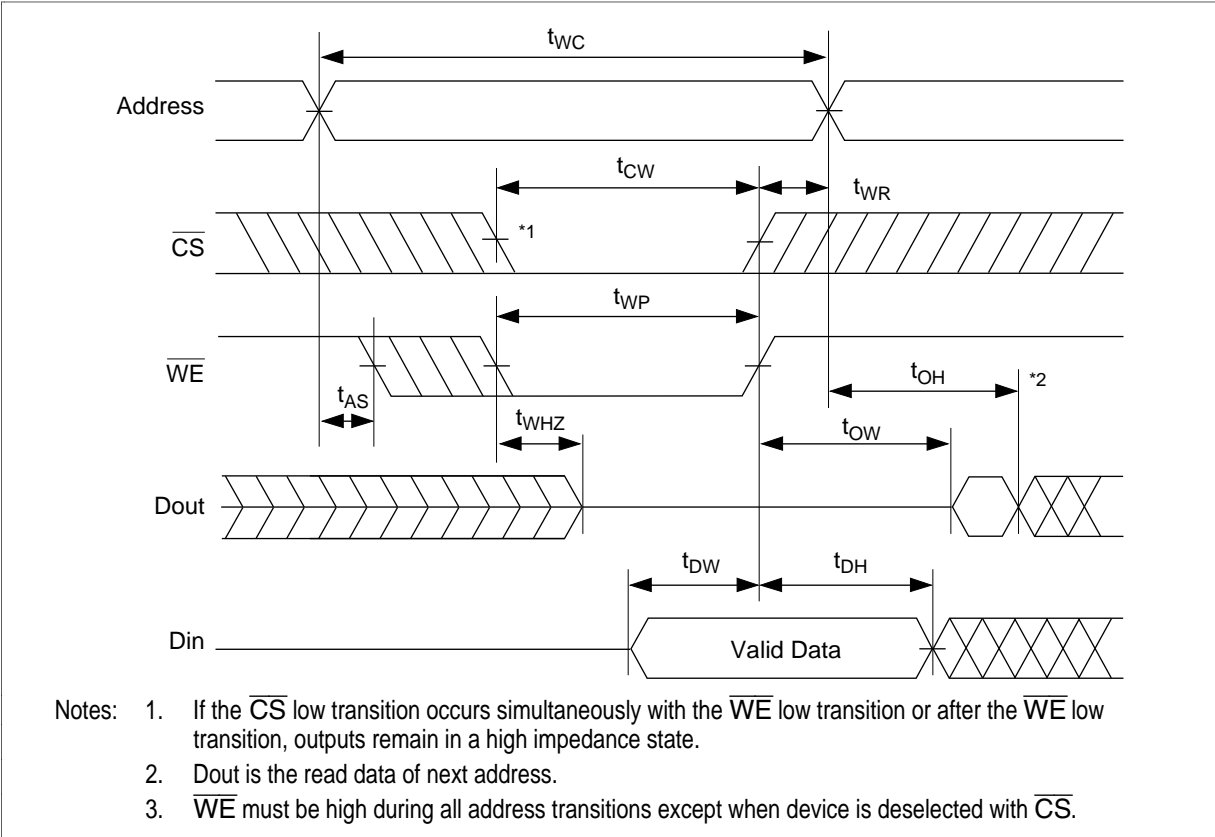 tWC
Address
tCW
tWR
CS
*1
tWP
WE
tOH
*2
tAS
tWHZ
tOW
Dout
tDW
tDH
Din
Valid Data
Notes: 1. If the CS low transition occurs simultaneously with the WE low transition or after the WE low
transition, outputs remain in a high impedance state.
2. Dout is the read data of next address.
3. WE must be high during all address transitions except when device is deselected with CS.